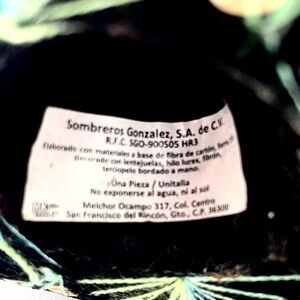 Sombreros Gonzalez, S.A. de C.V.
R.F.C. SGO-900505 HR3
Elaborado con materiales a base de fibra de cartón,
decorado con lentejuelas, hilo lurex,
terciopelo bordado a mano.
Una Pieza / Unitalla
No exponerse al agua, ni al sol
Melchor Ocampo 317, Col. Centro
San Francisco del Rincón, Gto., C.P. 36300